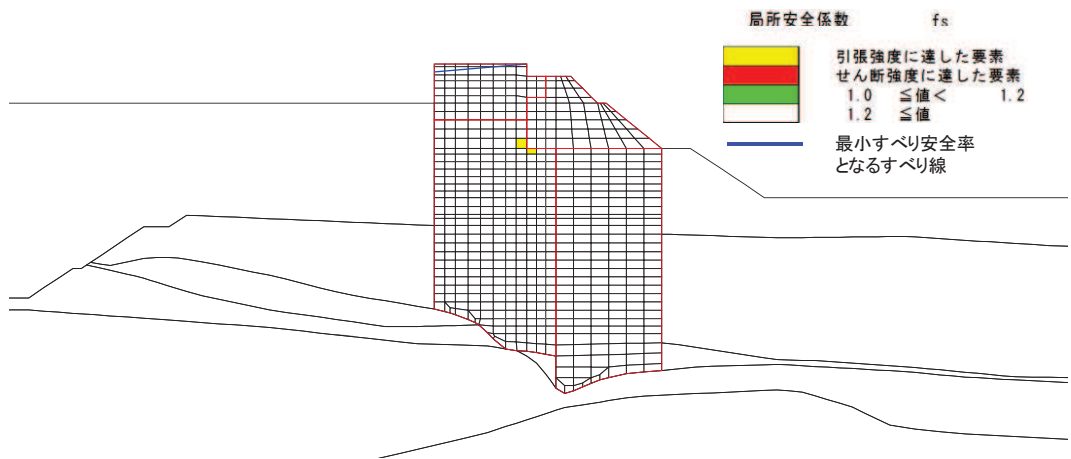 局所安全係数 fs
引張強度に達した要素
せん断強度に達した要素
1.0 ≦値< 1.2
1.2 ≦値
最小すべり安全率
となるすべり線